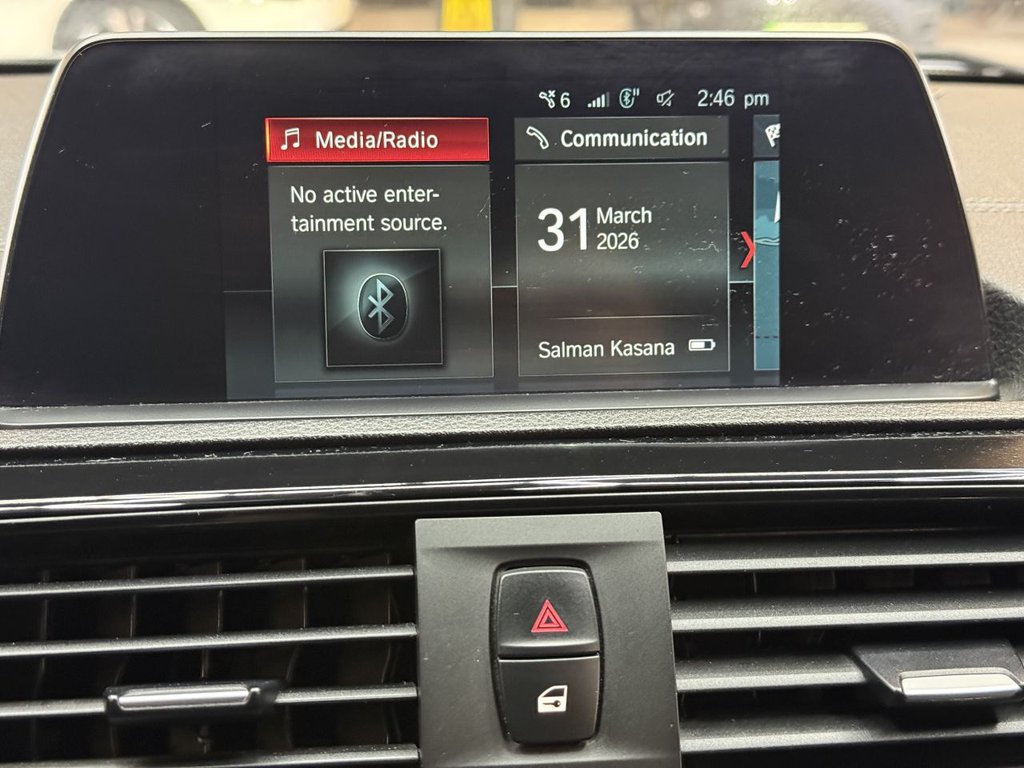 6 2:46 pm
Media/Radio
Communication
No active enter-
tainment source.
31 March
2026
Salman Kasana